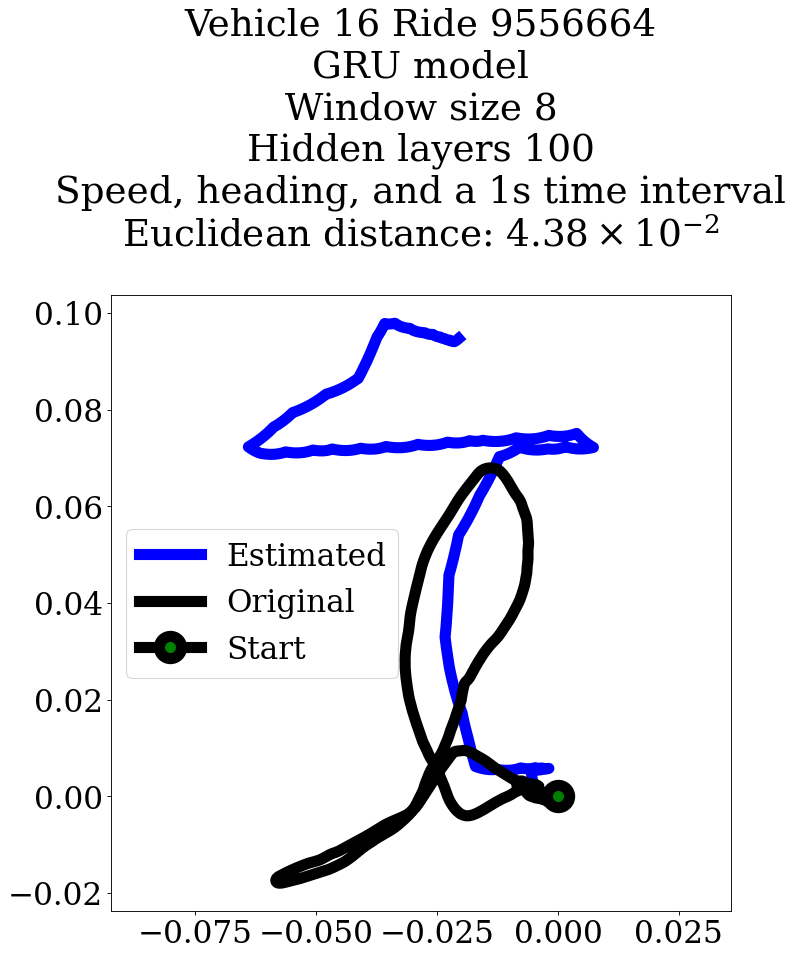 Vehicle 16 Ride 9556664
GRU model
Window size 8
Hidden layers 100
Speed, heading, and a 1s time interval
Euclidean distance: 4.38 × 10⁻²
0.10
0.08
0.06
0.04
0.02
0.00
−0.02
Estimated
Original
Start
−0.075 −0.050 −0.025 0.000 0.025